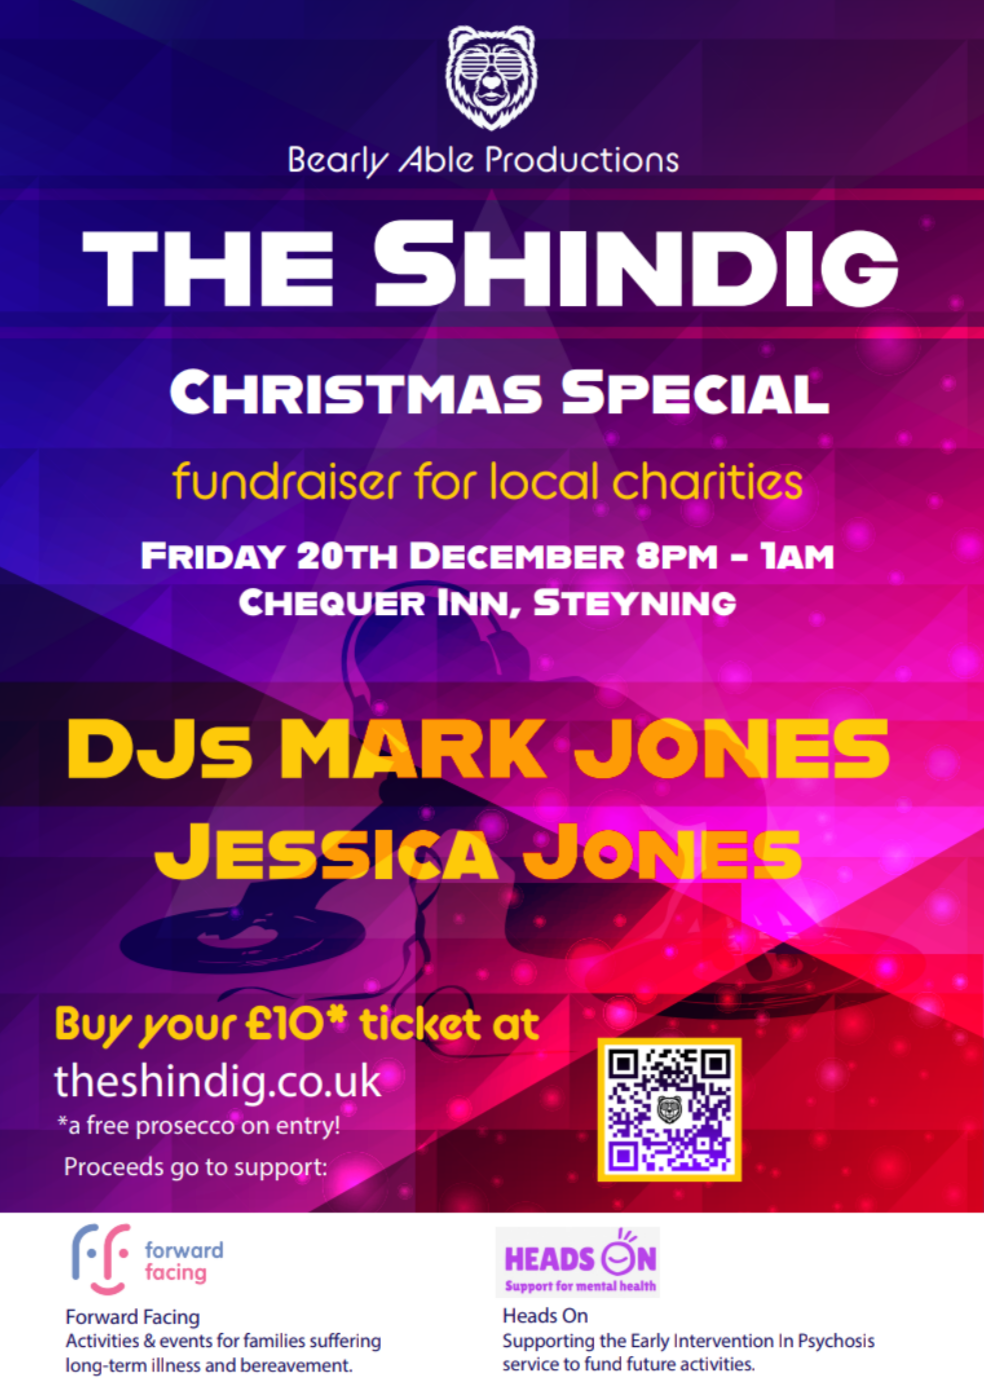 Bearly Able Productions
THE SHINDIG
CHRISTMAS SPECIAL
fundraiser for local charities
FRIDAY 20TH DECEMBER 8PM - 1AM
CHEQUER INN, STEYNING
DJS MARK JONES
JESSICA JONES
Buy your £10* ticket at
theshindig.co.uk
*a free prosecco on entry!
Proceeds go to support:
forward
facing
Forward Facing
Activities & events for families suffering
long-term illness and bereavement.
HEADS ON
Support for mental health
Heads On
Supporting the Early Intervention In Psychosis
service to fund future activities.